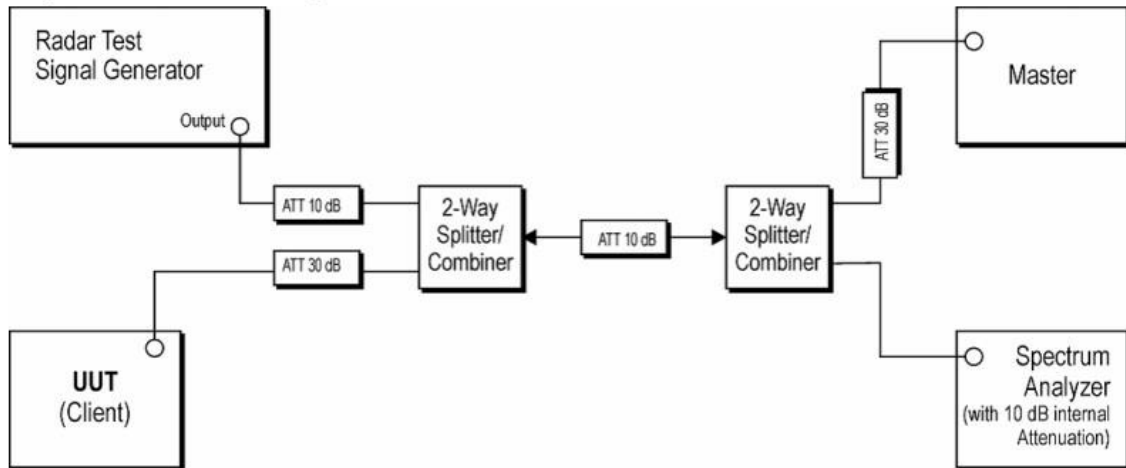 Radar Test
Signal Generator
Output
ATT 10 dB
ATT 30 dB
2-Way
Splitter/
Combiner
ATT 10 dB
2-Way
Splitter/
Combiner
ATT 30 dB
Master
UUT
(Client)
Spectrum
Analyzer
(with 10 dB internal
Attenuation)